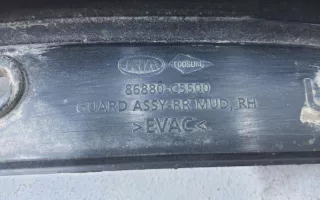 KIA
86880-C5500
GUARD ASSY-RR MUD, RH
>EVAC<